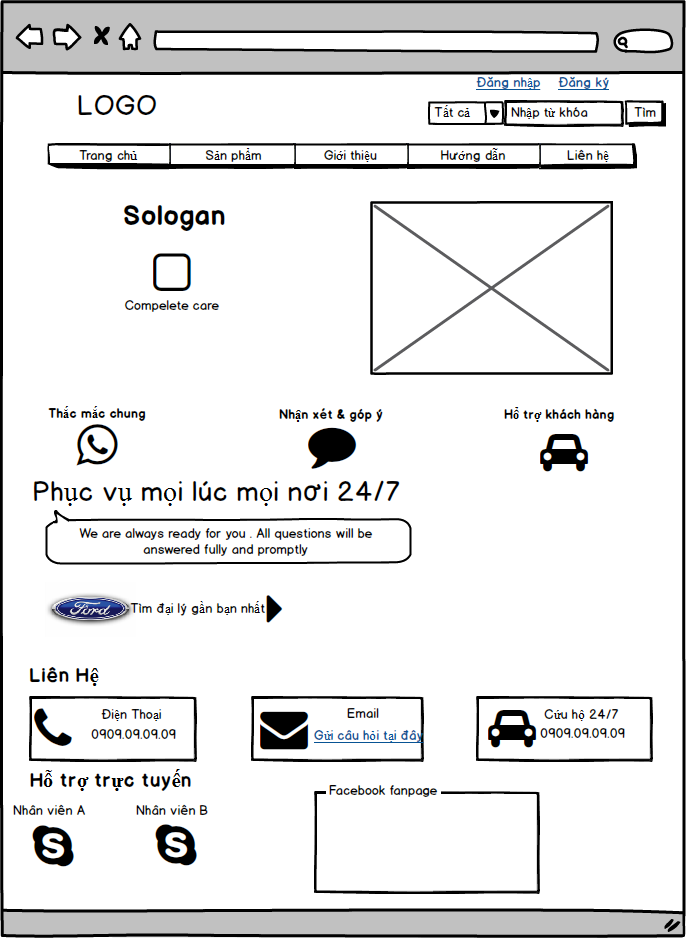 Đăng nhập Đăng ký
LOGO
Tất cả Nhập từ khóa Tìm
Trang chủ Sản phẩm Giới thiệu Hướng dẫn Liên hệ
Sologan
Compelete care
Thắc mắc chung Nhận xét & góp ý Hỗ trợ khách hàng
Phục vụ mọi lúc mọi nơi 24/7
We are always ready for you . All questions will be
answered fully and promptly
Ford Tìm đại lý gần bạn nhất
Liên Hệ
Điện Thoại
0909.09.09.09
Email
Gửi câu hỏi tại đây
Cứu hộ 24/7
0909.09.09.09
Hỗ trợ trực tuyến
Nhân viên A Nhân viên B
Facebook fanpage